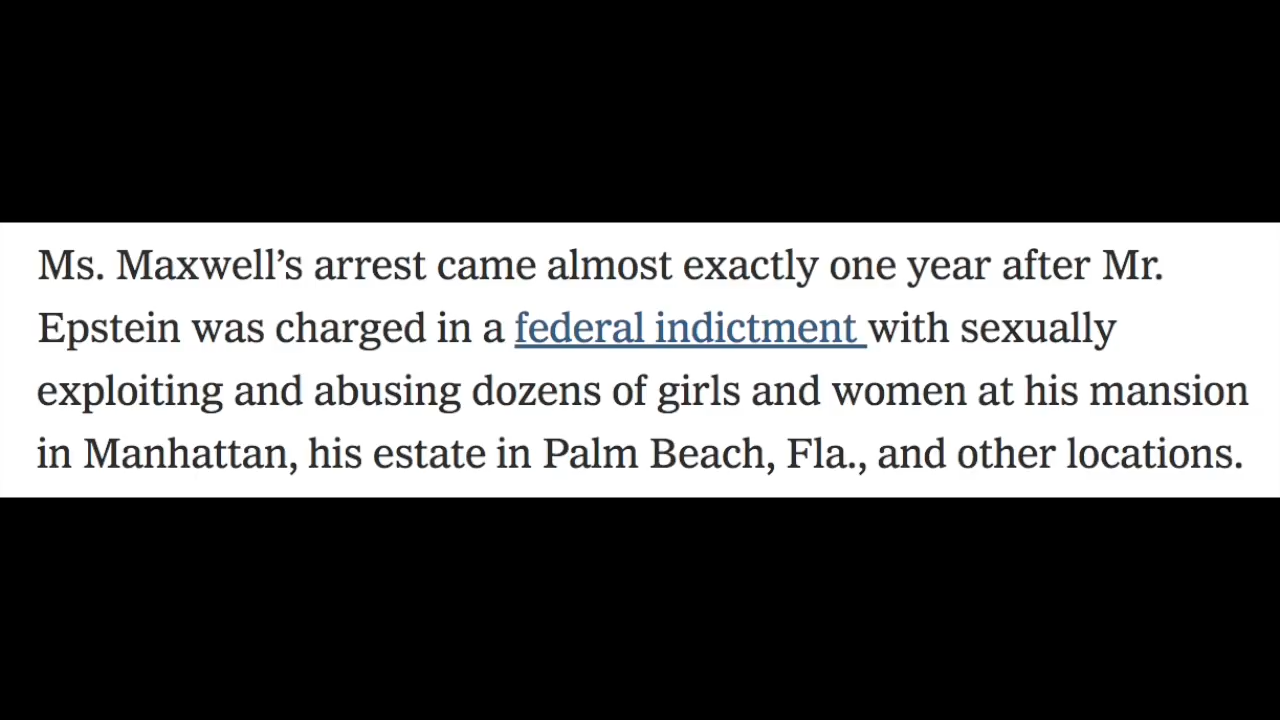 Ms. Maxwell’s arrest came almost exactly one year after Mr.
Epstein was charged in a federal indictment with sexually
exploiting and abusing dozens of girls and women at his mansion
in Manhattan, his estate in Palm Beach, Fla., and other locations.